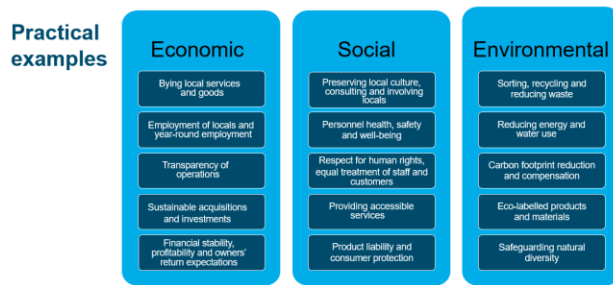 Practical
examples
Economic
Bying local services
and goods
Employment of locals and
year-round employment
Transparency of
operations
Sustainable acquisitions
and investments
Financial stability,
profitability and owners'
return expectations
Social
Preserving local culture,
consulting and involving
locals
Personnel health, safety
and well-being
Respect for human rights,
equal treatment of staff and
customers
Providing accessible
services
Product liability and
consumer protection
Environmental
Sorting, recycling and
reducing waste
Reducing energy and
water use
Carbon footprint reduction
and compensation
Eco-labelled products
and materials
Safeguarding natural
diversity